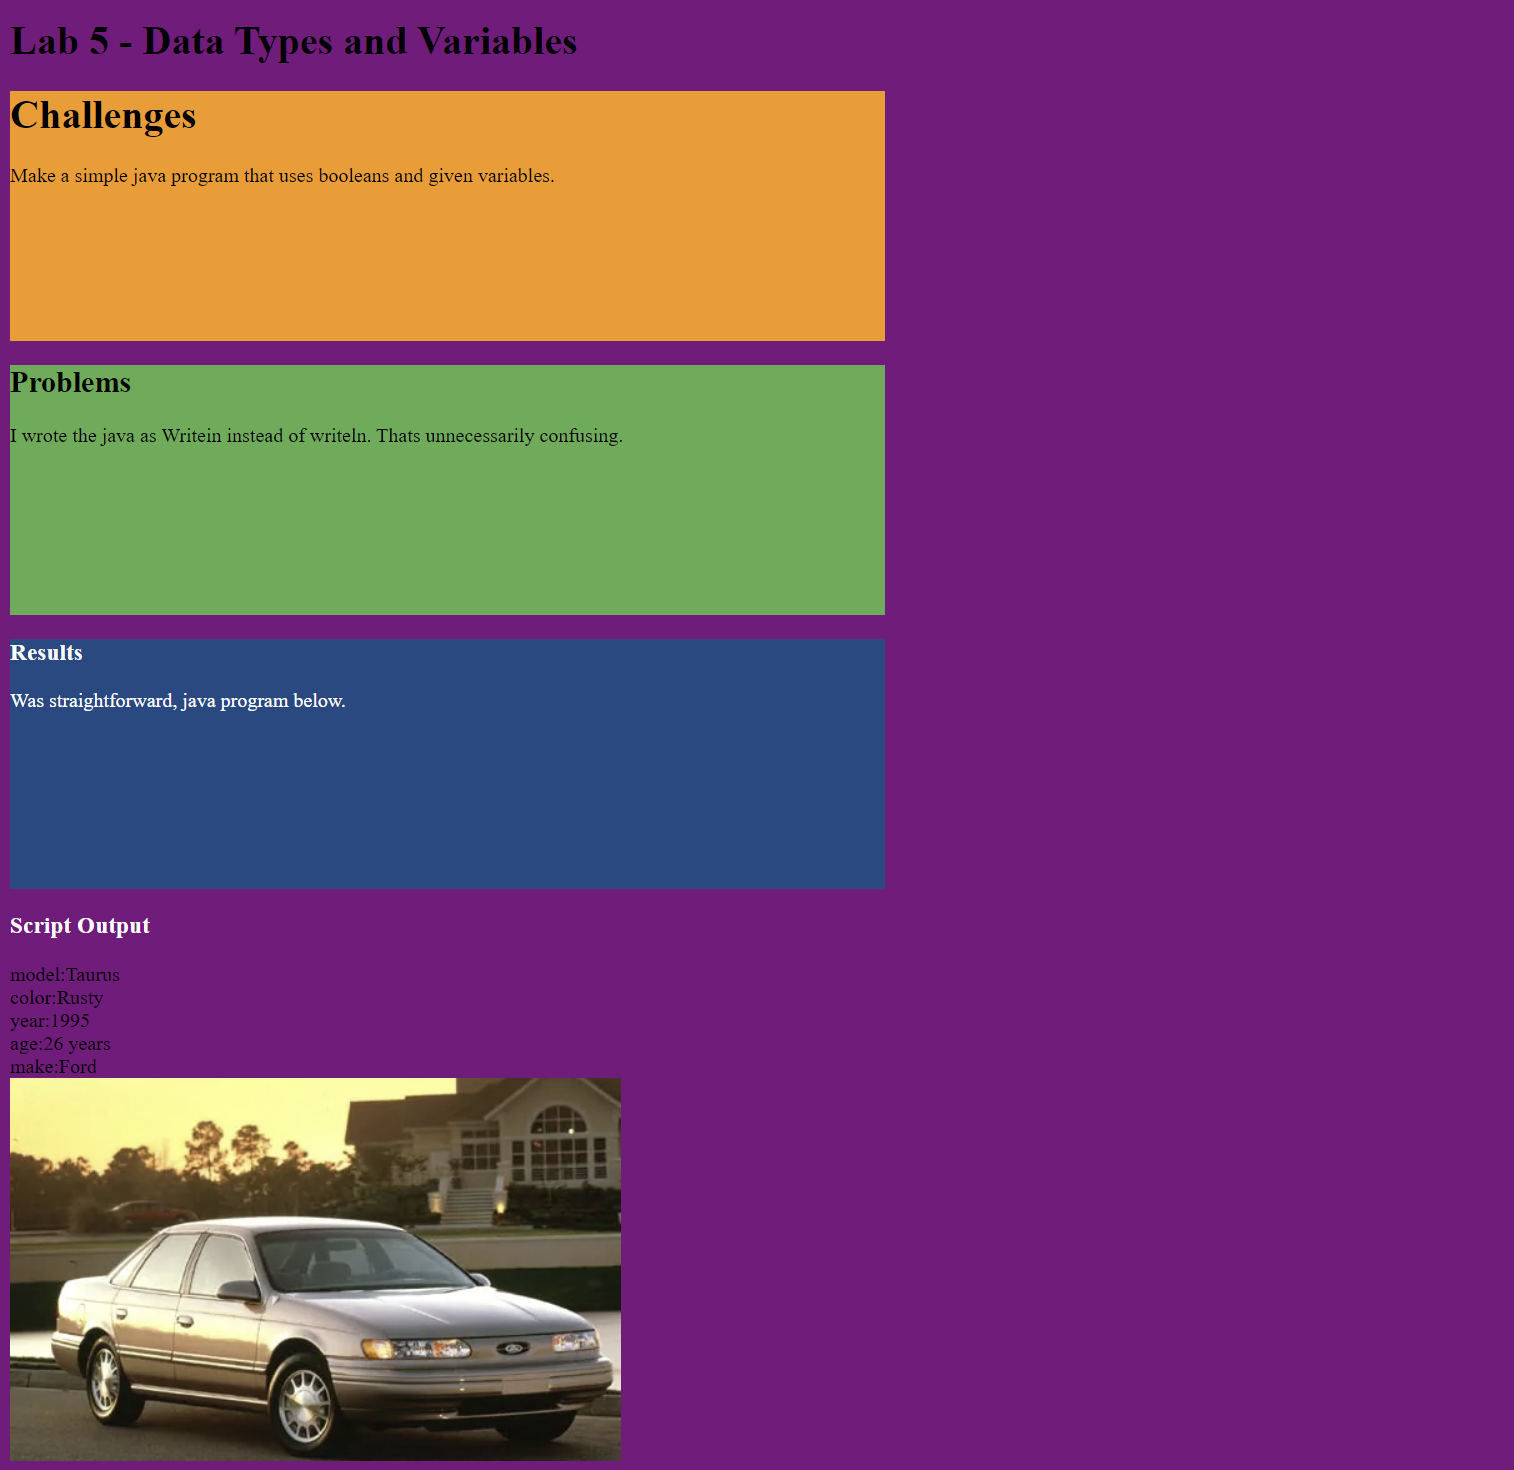 Lab 5 - Data Types and Variables
Challenges
Make a simple java program that uses booleans and given variables.
Problems
I wrote the java as Writein instead of writeln. Thats unnecessarily confusing.
Results
Was straightforward, java program below.
Script Output
model:Taurus
color:Rusty
year:1995
age:26 years
make:Ford